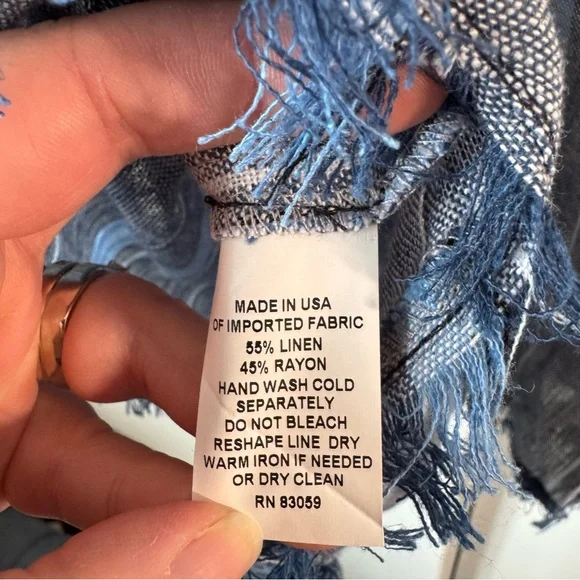 MADE IN USA
OF IMPORTED FABRIC
55% LINEN
45% RAYON
HAND WASH COLD
SEPARATELY
DO NOT BLEACH
RESHAPE LINE DRY
WARM IRON IF NEEDED
OR DRY CLEAN
RN 83059